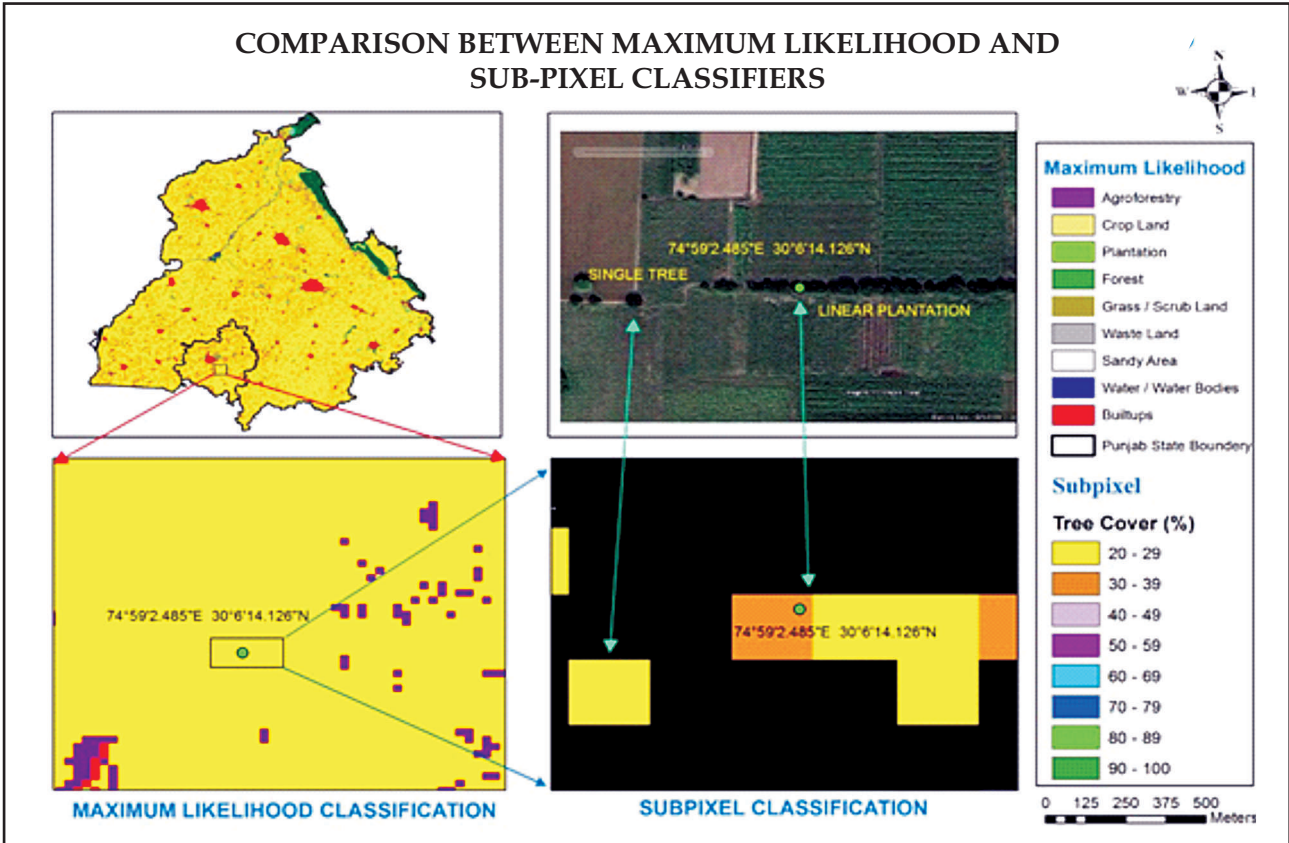 COMPARISON BETWEEN MAXIMUM LIKELIHOOD AND
SUB-PIXEL CLASSIFIERS
N
W
S
74°59'2.485"E 30°6'14.126"N
SINGLE TREE
LINEAR PLANTATION
74°59'2.485"E 30°6'14.126"N
74°59'2.485"E 30°6'14.126"N
MAXIMUM LIKELIHOOD CLASSIFICATION
SUBPIXEL CLASSIFICATION
Maximum Likelihood
Agroforestry
Crop Land
Plantation
Forest
Grass / Scrub Land
Waste Land
Sandy Area
Water / Water Bodies
Builtups
Punjab State Boundary
Subpixel
Tree Cover (%)
20 - 29
30 - 39
40 - 49
50 - 59
60 - 69
70 - 79
80 - 89
90 - 100
0 125 250 375 500
Meters